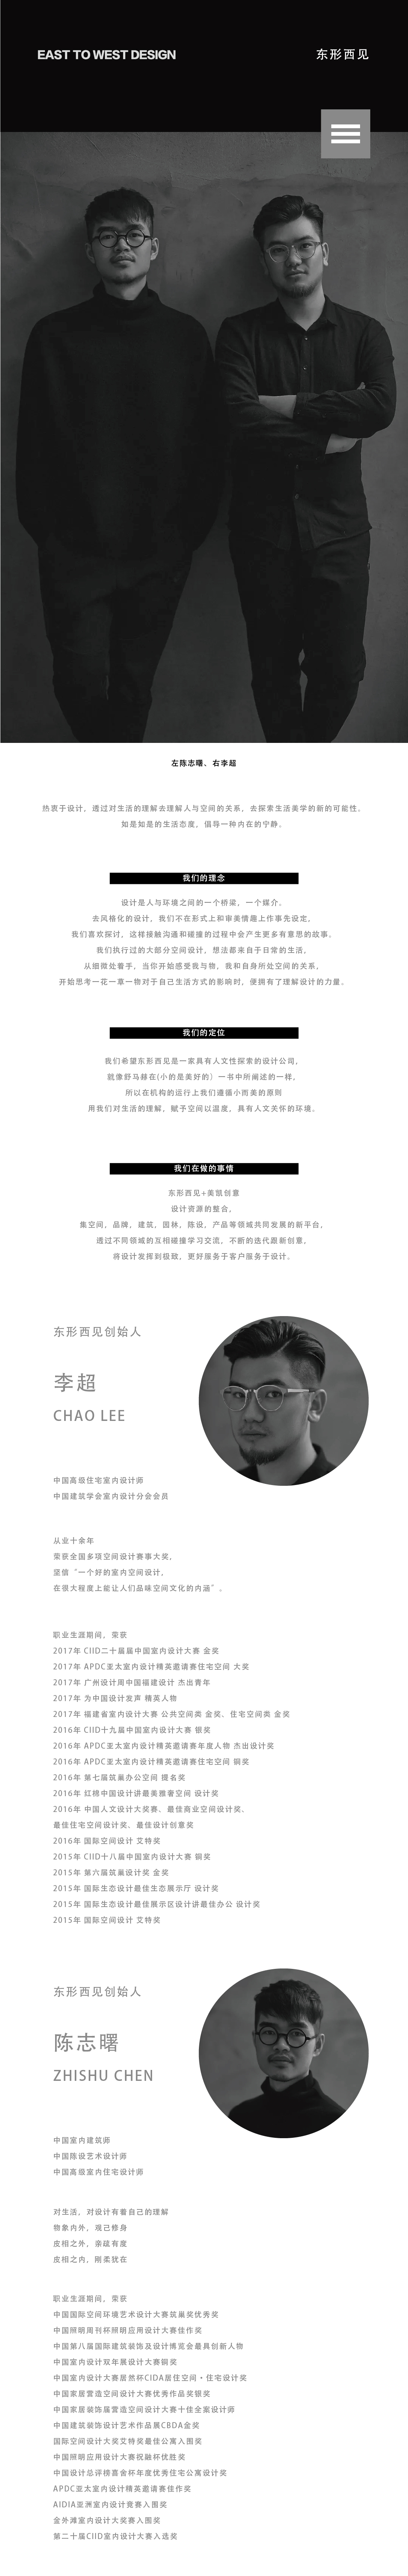 EAST TO WEST DESIGN
东形西见
左陈志曙、右李超
热衷于设计，透过对生活的理解去理解人与空间的关系，去探索生活美学的新的可能性。
如是如是的生活态度，倡导一种内在的宁静。
我们的理念
设计是人与环境之间的一个桥梁，一个媒介。
去风格化的设计，我们不在形式上和审美情趣上作事先设定，
我们喜欢探讨，这样接触沟通和碰撞的过程中会产生更多有意思的故事。
我们执行过的大部分空间设计，想法都来自于日常的生活，
从细微处着手，当你开始感受我与物，我和自身所处空间的关系，
开始思考一花一草一物对于自己生活方式的影响时，便拥有了理解设计的力量。
我们的定位
我们希望东形西见是一家具有人文性探索的设计公司，
就像舒马赫在(小的是美好的）一书中所阐述的一样，
所以在机构的运行上我们遵循小而美的原则
用我们对生活的理解，赋予空间以温度，具有人文关怀的环境。
我们在做的事情
东形西见+美凯创意
设计资源的整合，
集空间，品牌，建筑，园林，陈设，产品等领域共同发展的新平台，
透过不同领域的互相碰撞学习交流，不断的迭代跟新创意，
将设计发挥到极致，更好服务于客户服务于设计。
东形西见创始人
李超
CHAO LEE
中国高级住宅室内设计师
中国建筑学会室内设计分会会员
从业十余年
荣获全国多项空间设计赛事大奖，
坚信“一个好的室内空间设计，
在很大程度上能让人们品味空间文化的内涵”。
职业生涯期间，荣获
2017年 CIID二十届届中国室内设计大赛 金奖
2017年 APDC亚太室内设计精英邀请赛住宅空间 大奖
2017年 广州设计周中国福建设计 杰出青年
2017年 为中国设计发声 精英人物
2017年 福建省室内设计大赛 公共空间类 金奖、住宅空间类 金奖
2016年 CIID十九届中国室内设计大赛 银奖
2016年 APDC亚太室内设计精英邀请赛年度人物 杰出设计奖
2016年 APDC亚太室内设计精英邀请赛住宅空间 铜奖
2016年 第七届筑巢办公空间 提名奖
2016年 红棉中国设计讲最美雅奢空间 设计奖
2016年 中国人文设计大奖赛、最佳商业空间设计奖、
最佳住宅空间设计奖、最佳设计创意奖
2016年 国际空间设计 艾特奖
2015年 CIID十八届中国室内设计大赛 铜奖
2015年 第六届筑巢设计奖 金奖
2015年 国际生态设计最佳生态展示厅 设计奖
2015年 国际生态设计最佳展示区设计讲最佳办公 设计奖
2015年 国际空间设计 艾特奖
东形西见创始人
陈志曙
ZHISHU CHEN
中国室内建筑师
中国陈设艺术设计师
中国高级室内住宅设计师
对生活，对设计有着自己的理解
物象内外，观己修身
皮相之外，亲疏有度
皮相之内，刚柔犹在
职业生涯期间，荣获
中国国际空间环境艺术设计大赛筑巢奖优秀奖
中国照明周刊杯照明应用设计大赛佳作奖
中国第八届国际建筑装饰及设计博览会最具创新人物
中国室内设计双年展设计大赛铜奖
中国室内设计大赛居然杯CIDA居住空间・住宅设计奖
中国家居营造空间设计大赛优秀作品奖银奖
中国家居装饰届营造空间设计大赛十佳全案设计师
中国建筑装饰设计艺术作品展CBDA金奖
国际空间设计大奖艾特奖最佳公寓入围奖
中国照明应用设计大赛祝融杯优胜奖
中国设计总评榜喜舍杯年度优秀住宅公寓设计奖
APDC亚太室内设计精英邀请赛佳作奖
AIDIA亚洲室内设计竞赛入围奖
金外滩室内设计大奖赛入围奖
第二十届CIID室内设计大赛入选奖